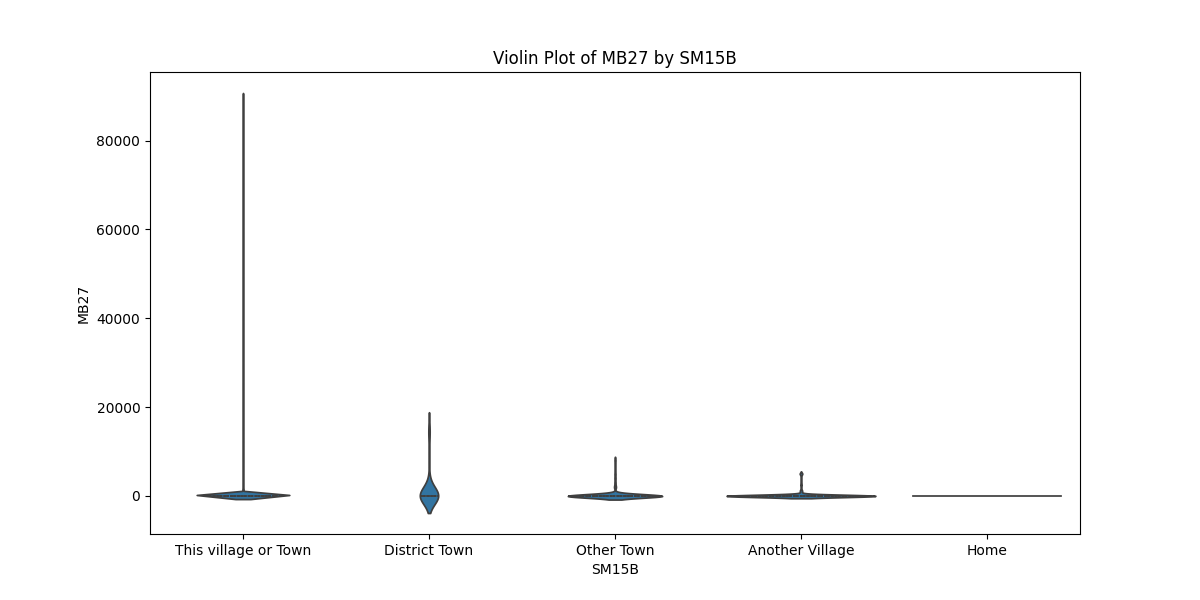 Violin Plot of MB27 by SM15B
MB27
80000
60000
40000
20000
0
This village or Town
District Town
Other Town
Another Village
Home
SM15B